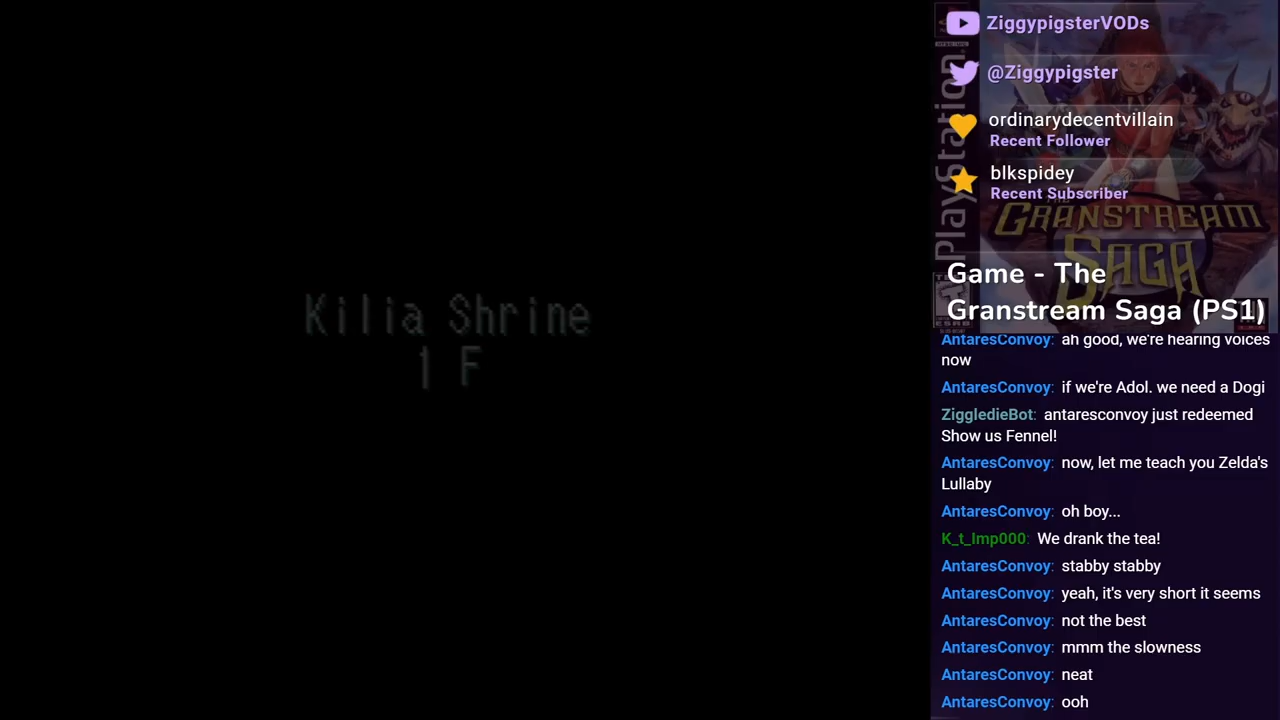 Kilia Shrine
1 F
ZiggypigsterVODs
@Ziggypigster
ordinarydecentvillain
Recent Follower
blkspidey
Recent Subscriber
PlayStation
THE
GRANSTREAM
SAGA
Game - The
Granstream Saga (PS1)
AntaresConvoy: ah good, we're hearing voices
now
AntaresConvoy: if we're Adol. we need a Dogi
ZiggledieBot: antaresconvoy just redeemed
Show us Fennel!
AntaresConvoy: now, let me teach you Zelda's
Lullaby
AntaresConvoy: oh boy...
K_t_Imp000: We drank the tea!
AntaresConvoy: stabby stabby
AntaresConvoy: yeah, it's very short it seems
AntaresConvoy: not the best
AntaresConvoy: mmm the slowness
AntaresConvoy: neat
AntaresConvoy: ooh